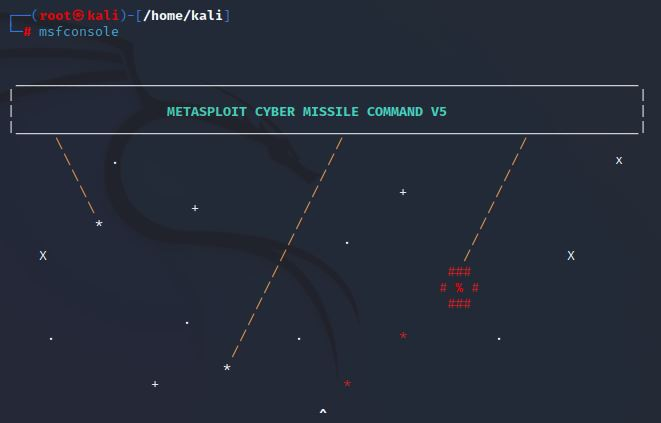 (root㉿kali)-[/home/kali]
# msfconsole
METASPLOIT CYBER MISSILE COMMAND V5
\ / /
\ . / / x
\ / /
\ / + /
\ + / /
* / /
/ . /
X / / X
/ ###
/ # % #
/ ###
. /
. / . * .
/
*
+ *
^